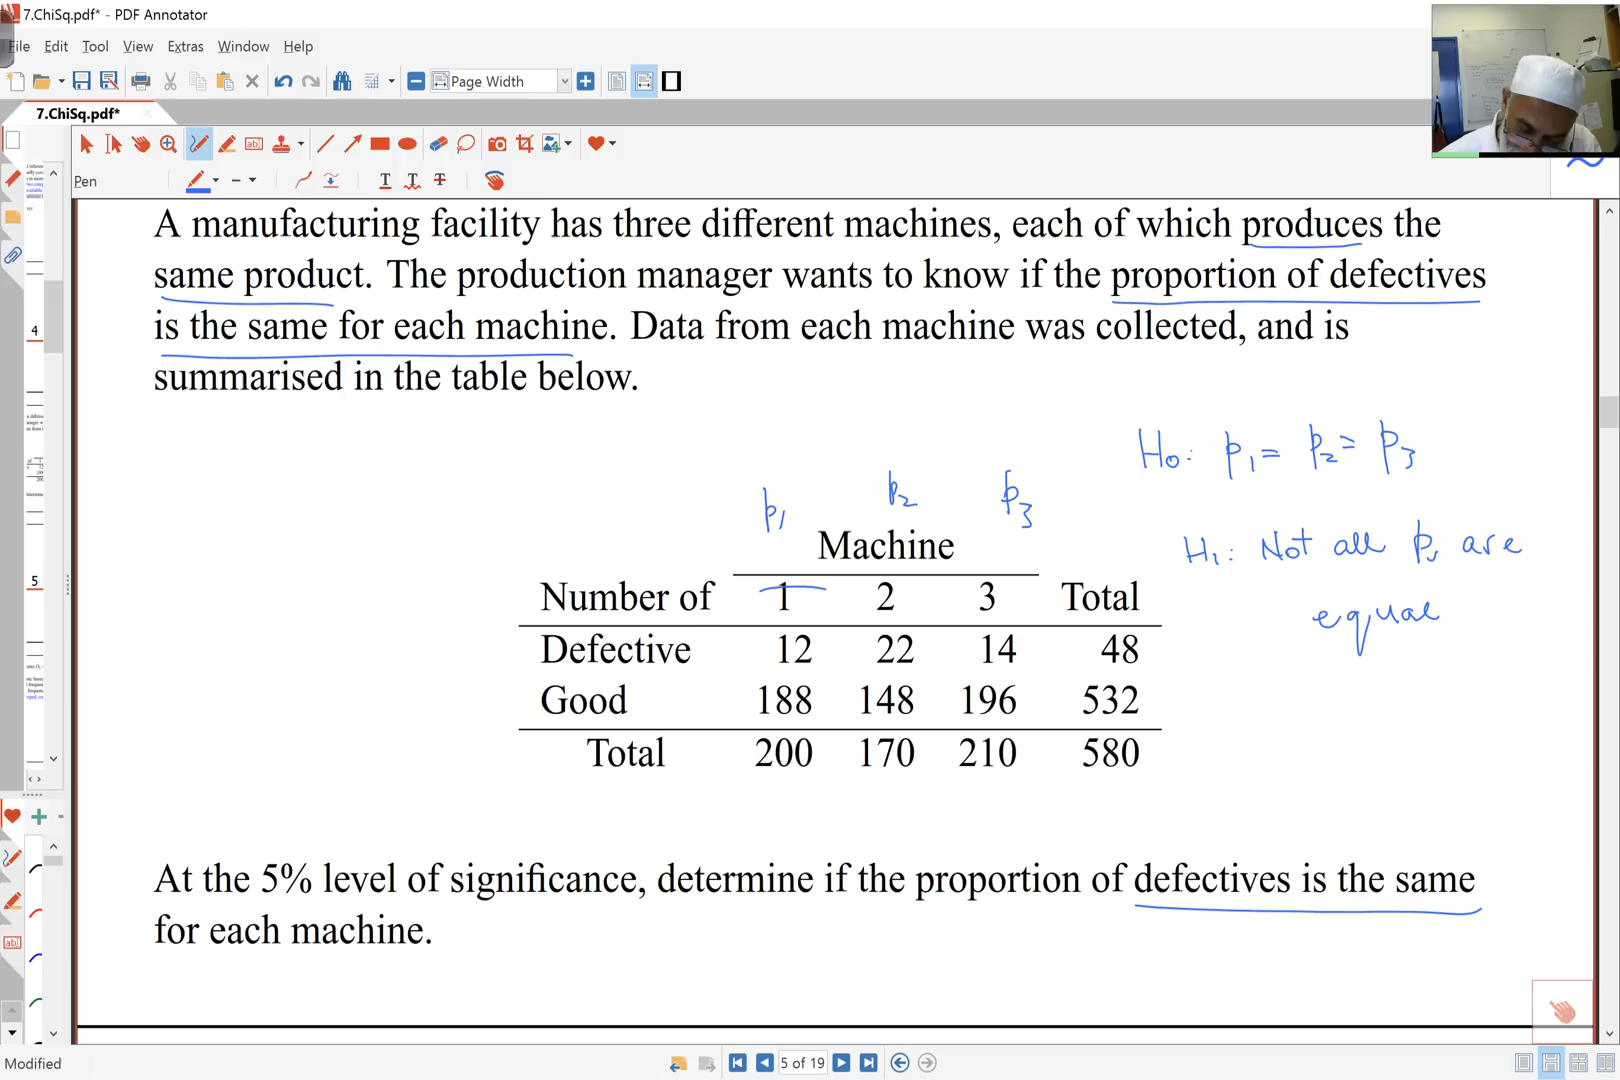 7.ChiSq.pdf* - PDF Annotator
File Edit Tool View Extras Window Help
Page Width
7.ChiSq.pdf*
Pen
A manufacturing facility has three different machines, each of which produces the
same product. The production manager wants to know if the proportion of defectives
is the same for each machine. Data from each machine was collected, and is
summarised in the table below.
H0: p1 = p2 = p3
p1 p2 p3
Machine
H1: Not all ps are
equal
Number of 1 2 3 Total
Defective 12 22 14 48
Good 188 148 196 532
Total 200 170 210 580
At the 5% level of significance, determine if the proportion of defectives is the same
for each machine.
4
5
Modified
5 of 19